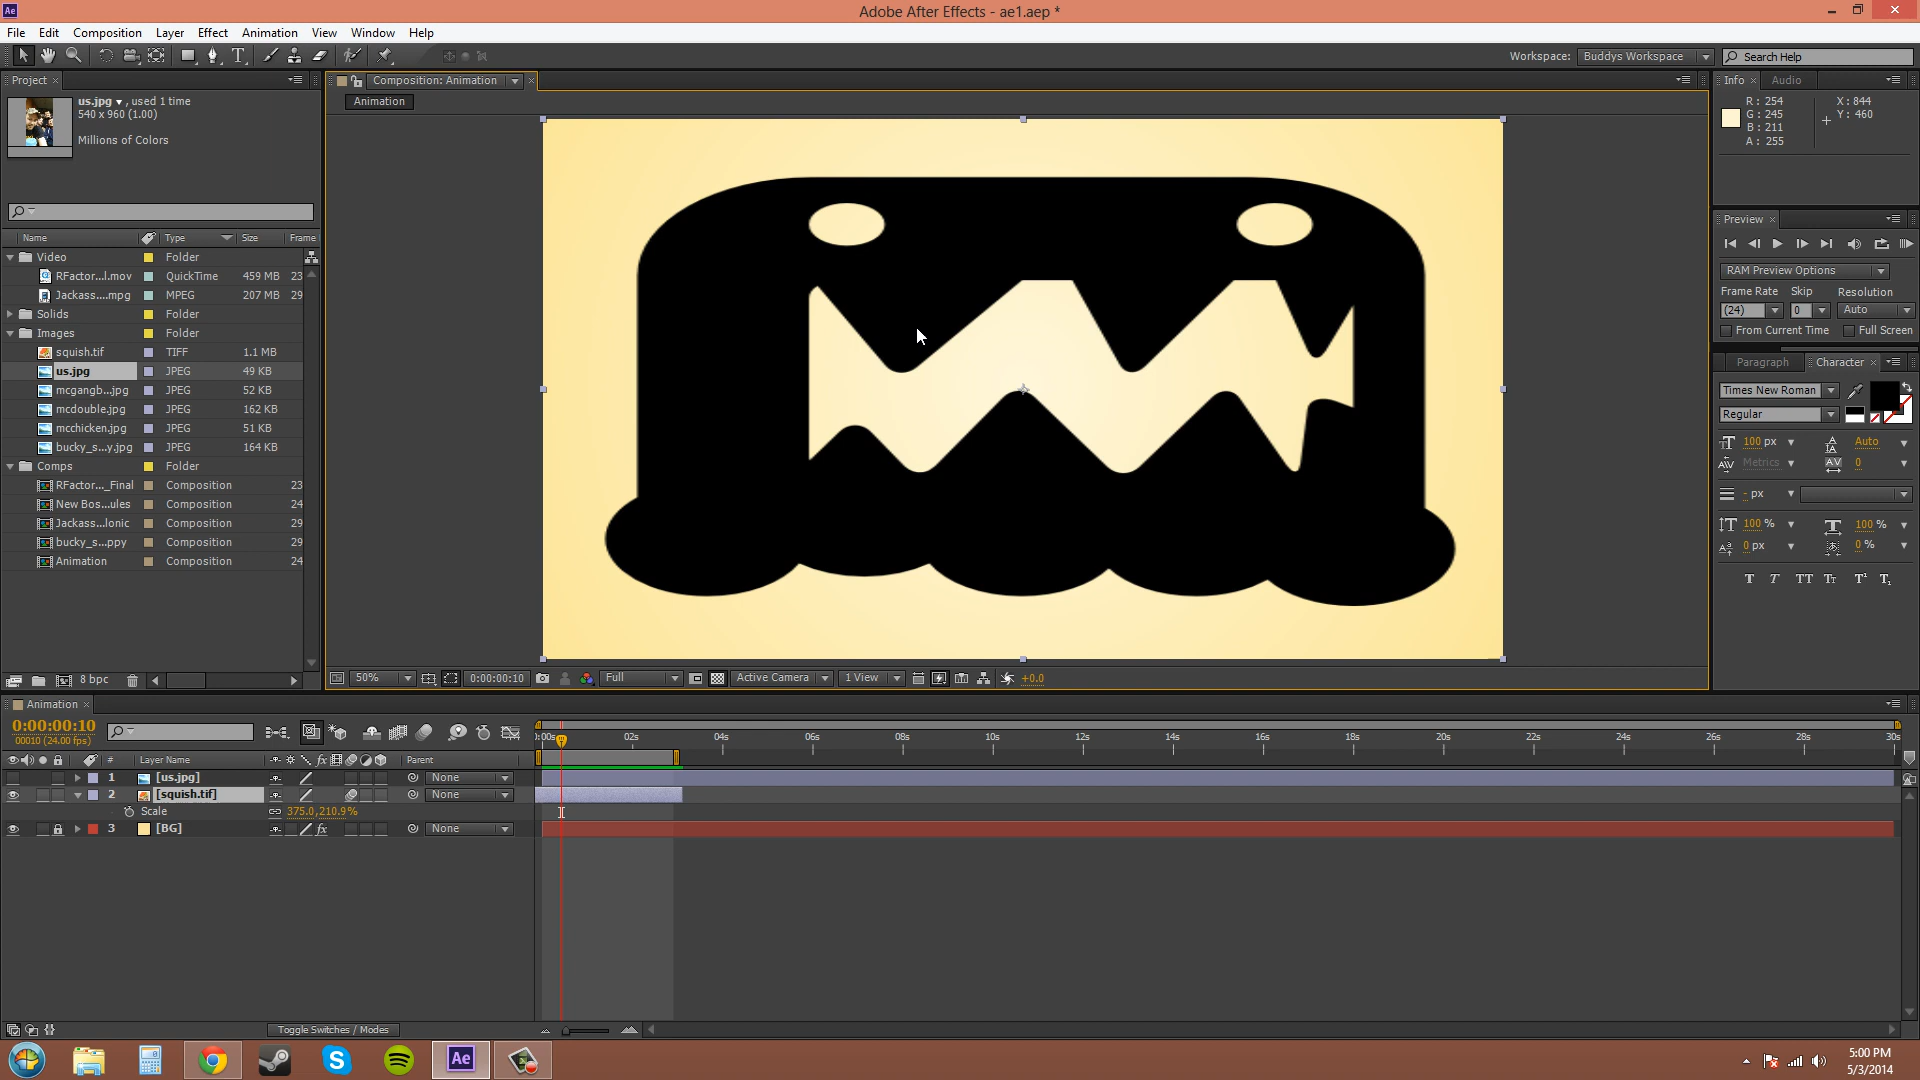 Ae
Adobe After Effects - ae1.aep *
File Edit Composition Layer Effect Animation View Window Help
Workspace: Buddys Workspace Search Help
Project Composition: Animation Info Audio
Animation
us.jpg , used 1 time
540 x 960 (1.00)
Millions of Colors
R: 254
G: 245
B: 211
A: 255
X: 844
Y: 460
Name Type Size Frame
Video Folder
RFactor...l.mov QuickTime 459 MB 23
Jackass....mpg MPEG 207 MB 29
Solids Folder
Images Folder
squish.tif TIFF 1.1 MB
us.jpg JPEG 49 KB
mcgangb...jpg JPEG 52 KB
mcdouble.jpg JPEG 162 KB
mcchicken.jpg JPEG 51 KB
bucky_s...y.jpg JPEG 164 KB
Comps Folder
RFactor..._Final Composition 23
New Bos...ules Composition 24
Jackass...lonic Composition 29
bucky_s...ppy Composition 29
Animation Composition 24
8 bpc
Preview
RAM Preview Options
Frame Rate Skip Resolution
(24) 0 Auto
From Current Time Full Screen
Paragraph Character
Times New Roman
Regular
100 px Auto
Metrics 0
- px
100 % 100 %
0 px 0 %
T T TT Tt T¹ T₁
50% 0:00:00:10 Full Active Camera 1 View +0.0
Animation
0:00:00:10
00010 (24.00 fps)
:00s 02s 04s 06s 08s 10s 12s 14s 16s 18s 20s 22s 24s 26s 28s 30s
# Layer Name fx Parent
1 [us.jpg] None
2 [squish.tif] None
Scale 375.0,210.9%
3 [BG] fx None
Toggle Switches / Modes
Ae
5:00 PM
5/3/2014